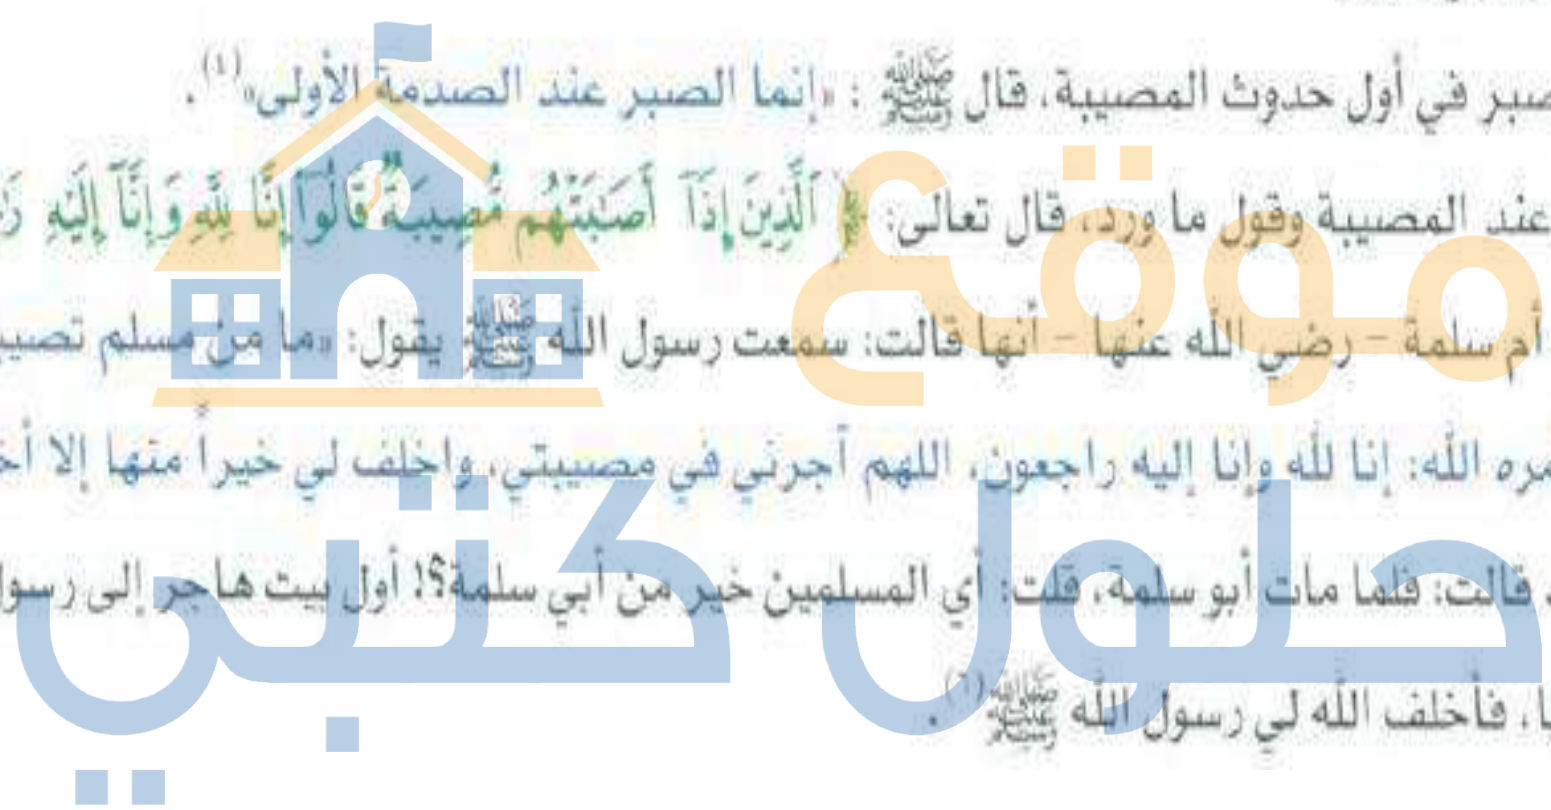 صبر في أول حدوث المصيبة، قال ﷺ : «إنما الصبر عند الصدمة الأولى»(١).
عند المصيبة وقول ما ورد، قال تعالى: ﴿ٱلَّذِينَ إِذَآ أَصَٰبَتۡهُم مُّصِيبَةٞ قَالُوٓاْ إِنَّا لِلَّهِ وَإِنَّآ إِلَيۡهِ
أم سلمة – رضي الله عنها – أنها قالت: سمعت رسول الله ﷺ يقول: «ما من مسلم تصيب
مره الله: إنا لله وإنا إليه راجعون، اللهم أجرني في مصيبتي، واخلف لي خيراً منها إلا أخ
، قالت: فلما مات أبو سلمة، قلت: أي المسلمين خير من أبي سلمة؟! أول بيت هاجر إلى رسول
ا، فأخلف الله لي رسول الله ﷺ(٢).
موقع
حلول كتبي